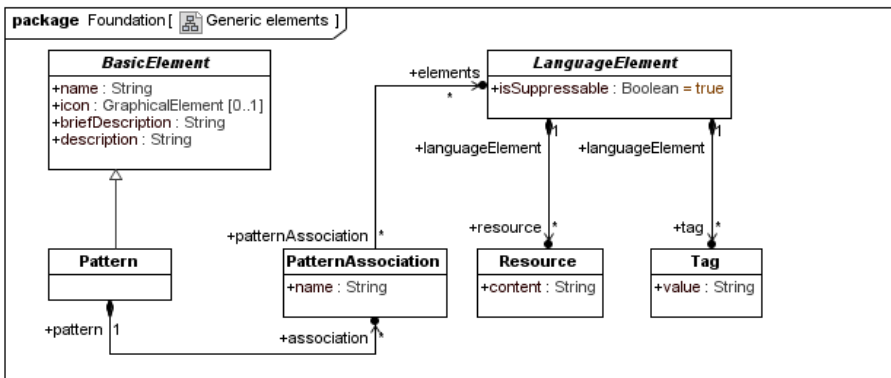 package Foundation[ Generic elements ]
BasicElement
+name : String
+icon : GraphicalElement [0..1]
+briefDescription : String
+description : String
+elements
*
LanguageElement
+isSuppressable : Boolean = true
1
1
+languageElement
+languageElement
+patternAssociation *
+resource *
+tag *
Pattern
PatternAssociation
+name : String
Resource
+content : String
Tag
+value : String
+pattern 1
+association *